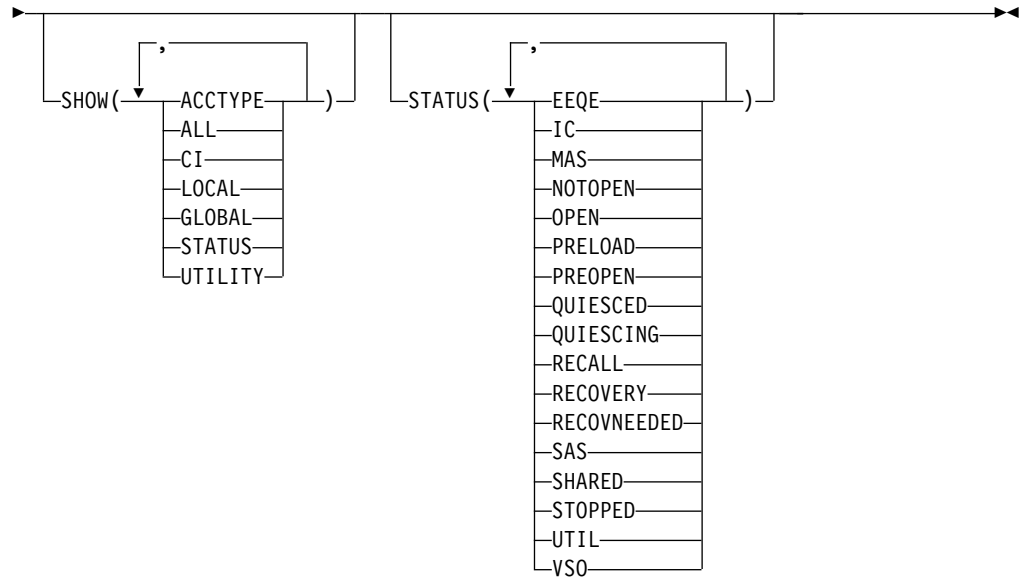 , ,
SHOW( ACCTYPE ) STATUS( EEQE )
ALL IC
CI MAS
LOCAL NOTOPEN
GLOBAL OPEN
STATUS PRELOAD
UTILITY PREOPEN
QUIESCED
QUIESCING
RECALL
RECOVERY
RECOVNEEDED
SAS
SHARED
STOPPED
UTIL
VSO